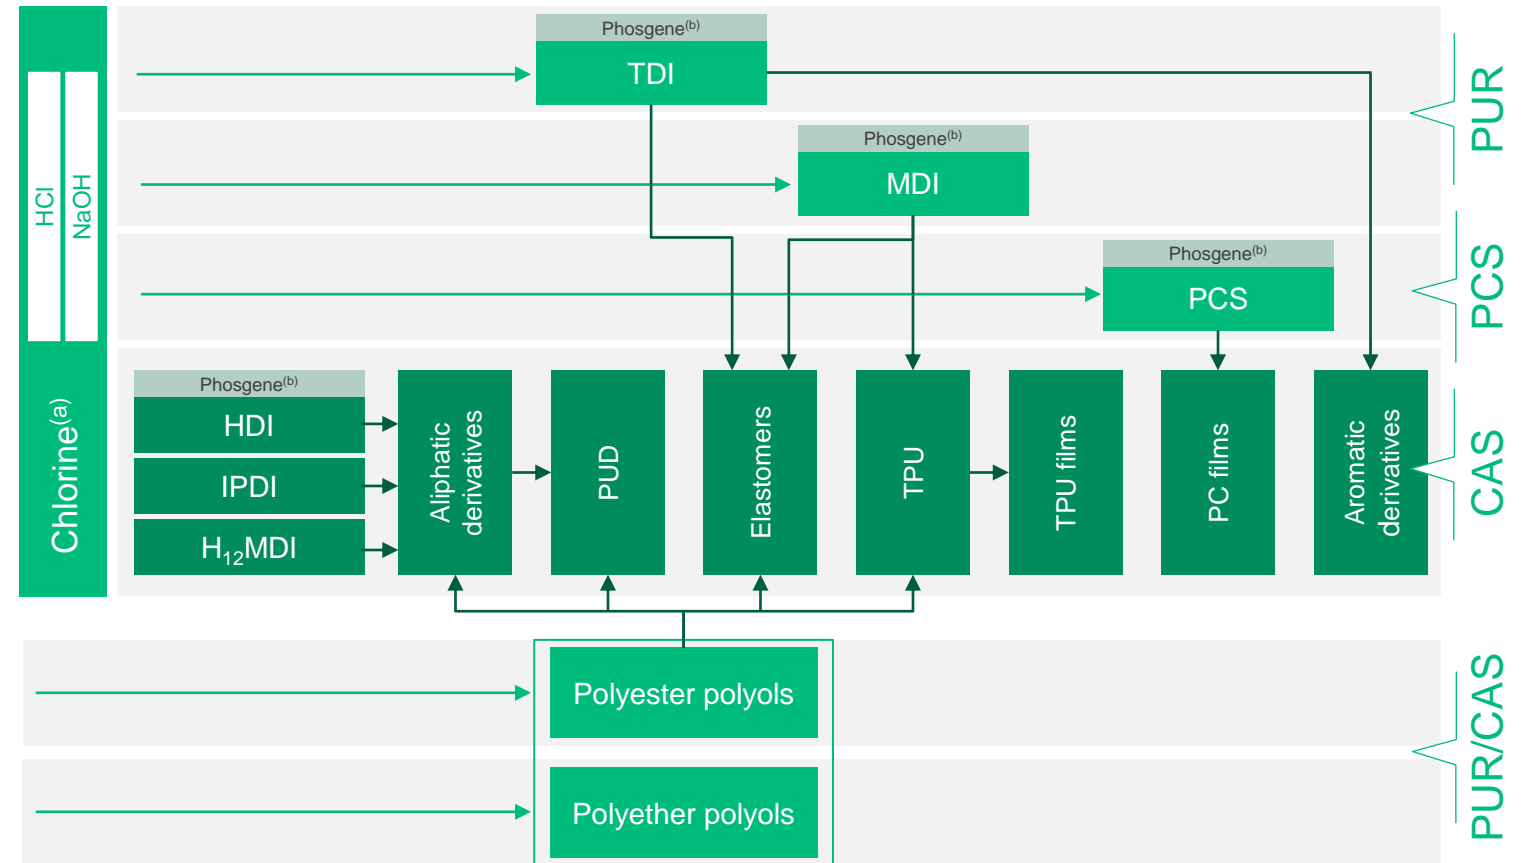 Phosgene(b)
TDI
PUR
Phosgene(b)
MDI
HCl
NaOH
Phosgene(b)
PCS
PCS
Chlorine(a)
Phosgene(b)
HDI
IPDI
H12MDI
Aliphatic
derivatives
PUD
Elastomers
TPU
TPU films
PC films
Aromatic
derivatives
CAS
Polyester polyols
Polyether polyols
PUR/CAS